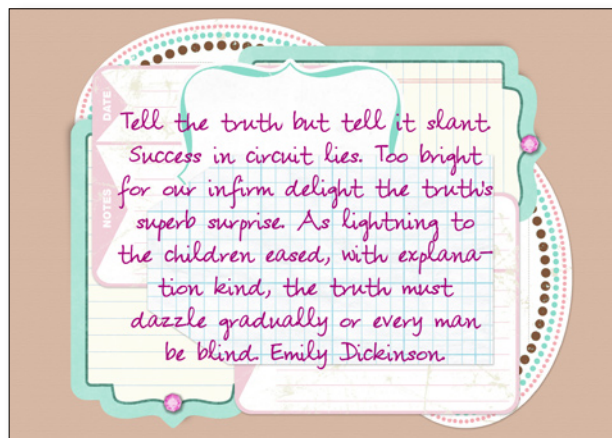 DATE
NOTES
Tell the truth but tell it slant.
Success in circuit lies. Too bright
for our infirm delight the truth's
superb surprise. As lightning to
the children eased, with explana-
tion kind, the truth must
dazzle gradually or every man
be blind. Emily Dickinson.